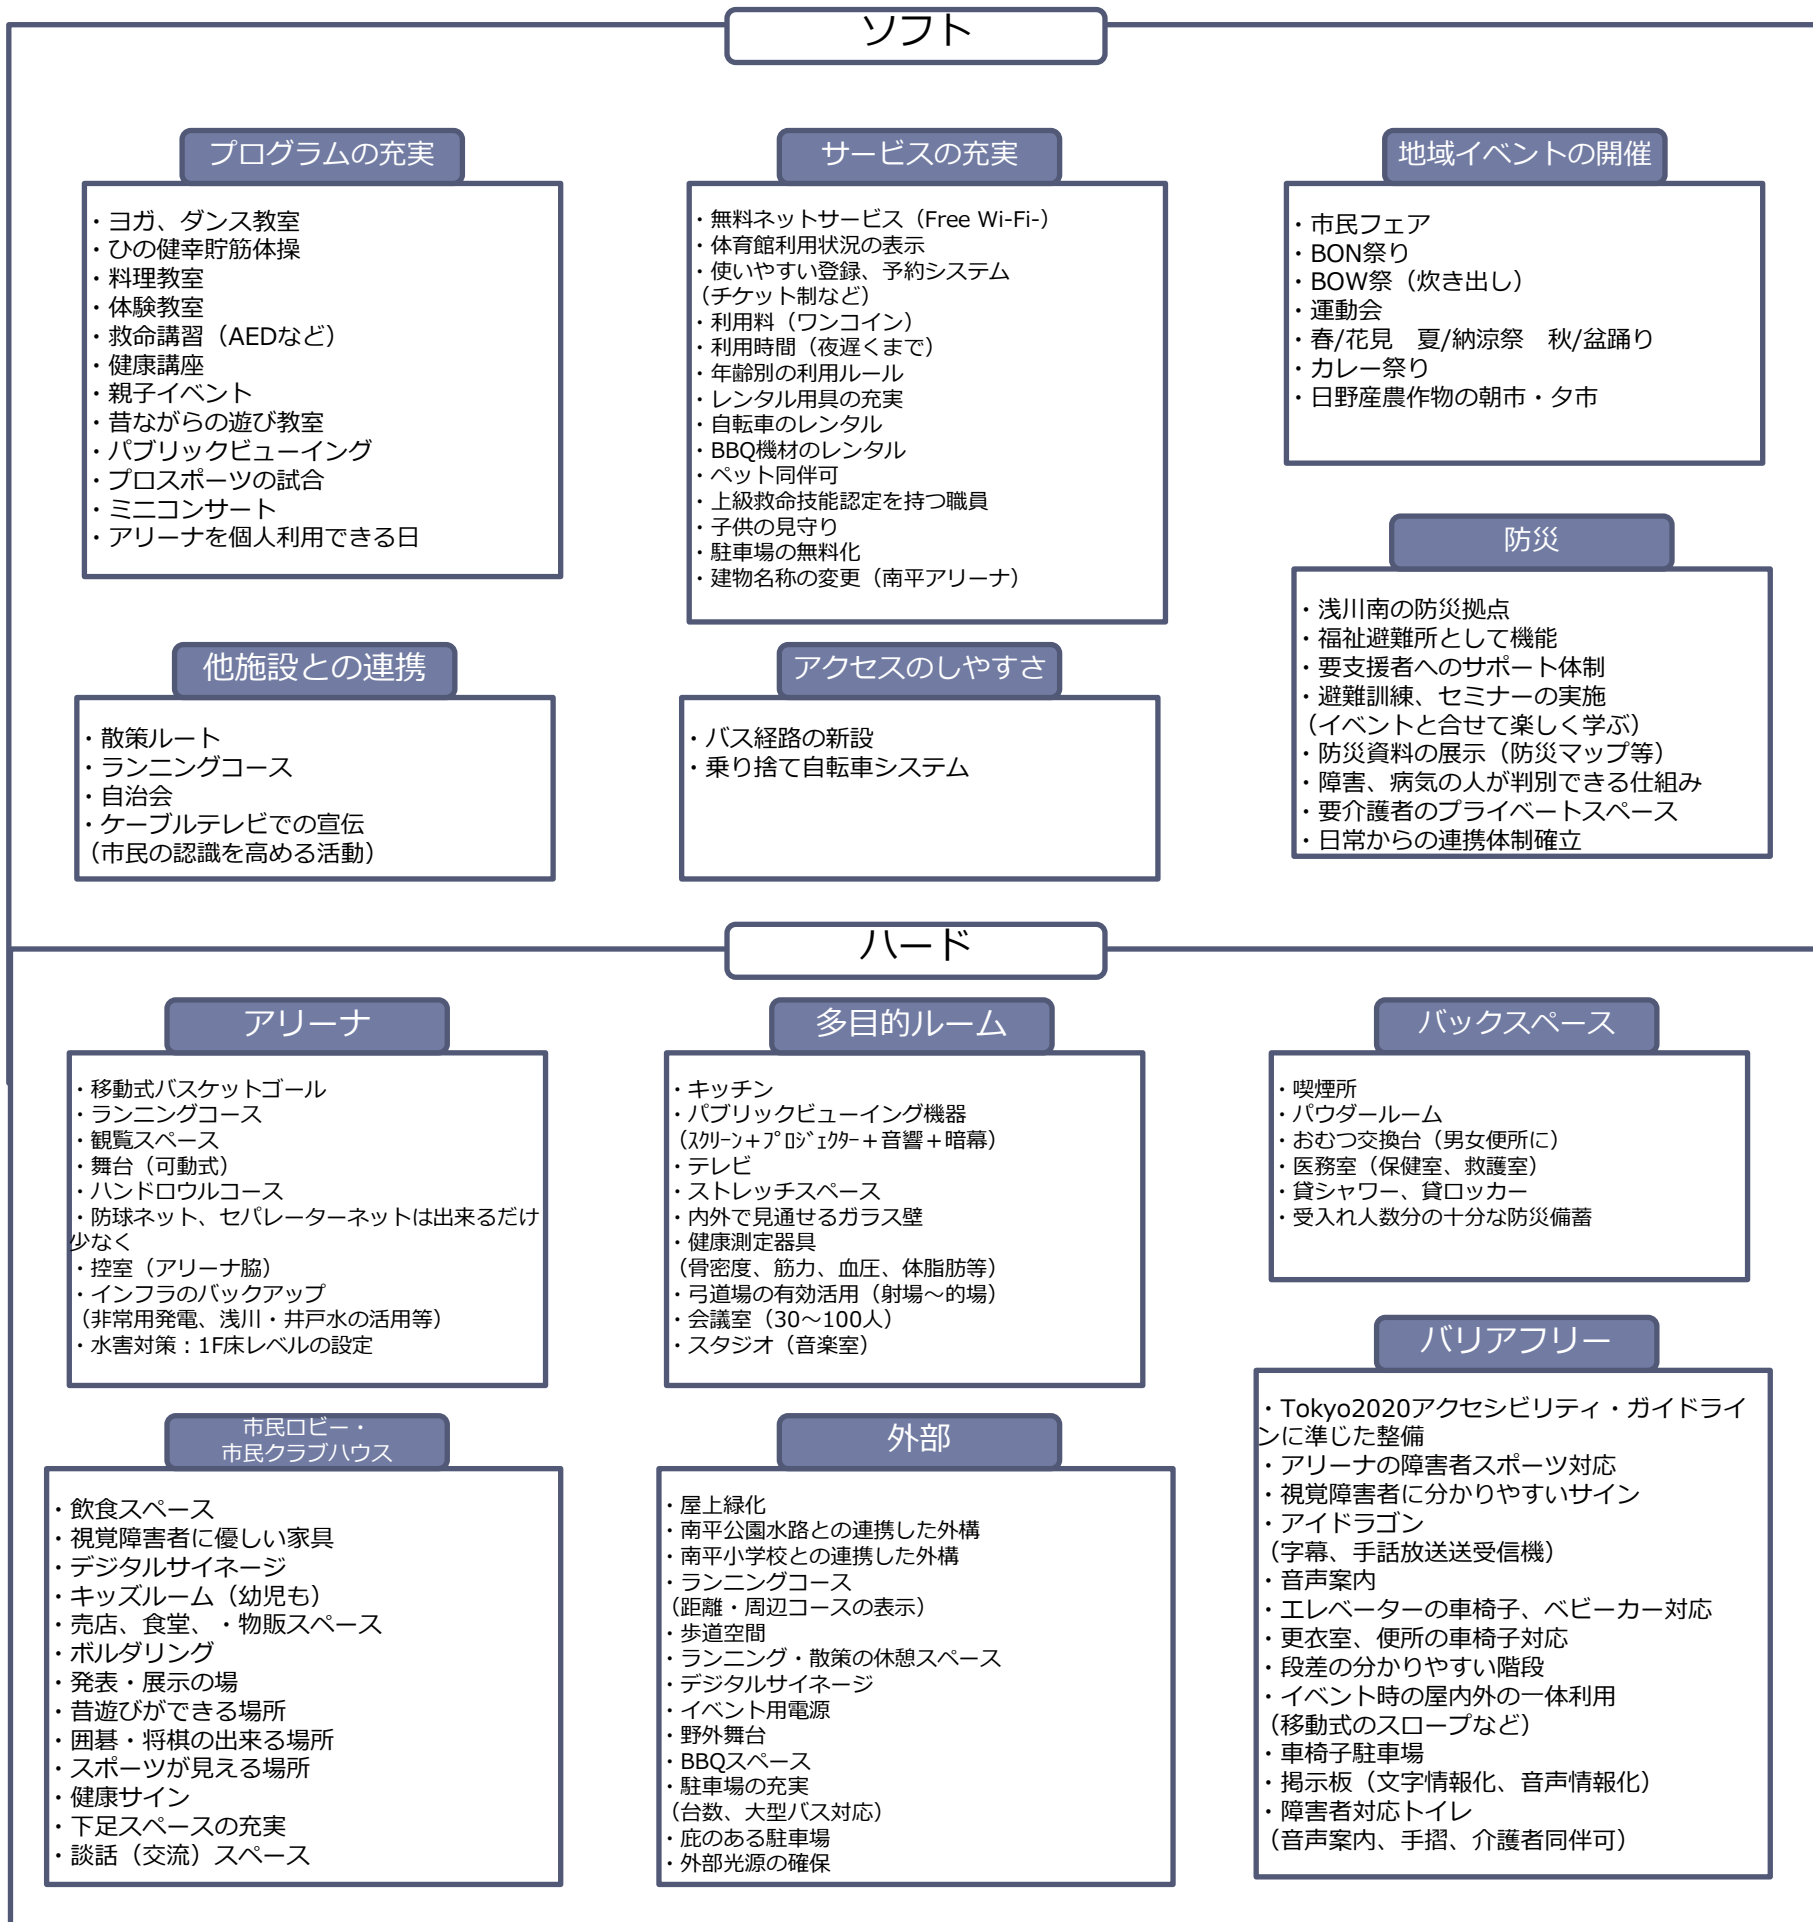 ソフト
プログラムの充実
・ヨガ、ダンス教室
・ひの健幸貯筋体操
・料理教室
・体験教室
・救命講習（AEDなど）
・健康講座
・親子イベント
・昔ながらの遊び教室
・パブリックビューイング
・プロスポーツの試合
・ミニコンサート
・アリーナを個人利用できる日
サービスの充実
・無料ネットサービス（Free Wi-Fi-）
・体育館利用状況の表示
・使いやすい登録、予約システム
（チケット制など）
・利用料（ワンコイン）
・利用時間（夜遅くまで）
・年齢別の利用ルール
・レンタル用具の充実
・自転車のレンタル
・BBQ機材のレンタル
・ペット同伴可
・上級救命技能認定を持つ職員
・子供の見守り
・駐車場の無料化
・建物名称の変更（南平アリーナ）
地域イベントの開催
・市民フェア
・BON祭り
・BOW祭（炊き出し）
・運動会
・春/花見　夏/納涼祭　秋/盆踊り
・カレー祭り
・日野産農作物の朝市・夕市
防災
・浅川南の防災拠点
・福祉避難所として機能
・要支援者へのサポート体制
・避難訓練、セミナーの実施
（イベントと合せて楽しく学ぶ）
・防災資料の展示（防災マップ等）
・障害、病気の人が判別できる仕組み
・要介護者のプライベートスペース
・日常からの連携体制確立
他施設との連携
・散策ルート
・ランニングコース
・自治会
・ケーブルテレビでの宣伝
（市民の認識を高める活動）
アクセスのしやすさ
・バス経路の新設
・乗り捨て自転車システム
ハード
アリーナ
・移動式バスケットゴール
・ランニングコース
・観覧スペース
・舞台（可動式）
・ハンドロウルコース
・防球ネット、セパレーターネットは出来るだけ
少なく
・控室（アリーナ脇）
・インフラのバックアップ
（非常用発電、浅川・井戸水の活用等）
・水害対策：1F床レベルの設定
多目的ルーム
・キッチン
・パブリックビューイング機器
（ｽｸﾘｰﾝ＋ﾌﾟﾛｼﾞｪｸﾀｰ＋音響＋暗幕）
・テレビ
・ストレッチスペース
・内外で見通せるガラス壁
・健康測定器具
（骨密度、筋力、血圧、体脂肪等）
・弓道場の有効活用（射場～的場）
・会議室（30～100人）
・スタジオ（音楽室）
バックスペース
・喫煙所
・パウダールーム
・おむつ交換台（男女便所に）
・医務室（保健室、救護室）
・貸シャワー、貸ロッカー
・受入れ人数分の十分な防災備蓄
バリアフリー
・Tokyo2020アクセシビリティ・ガイドライ
ンに準じた整備
・アリーナの障害者スポーツ対応
・視覚障害者に分かりやすいサイン
・アイドラゴン
（字幕、手話放送送受信機）
・音声案内
・エレベーターの車椅子、ベビーカー対応
・更衣室、便所の車椅子対応
・段差の分かりやすい階段
・イベント時の屋内外の一体利用
（移動式のスロープなど）
・車椅子駐車場
・掲示板（文字情報化、音声情報化）
・障害者対応トイレ
（音声案内、手摺、介護者同伴可）
市民ロビー・
市民クラブハウス
・飲食スペース
・視覚障害者に優しい家具
・デジタルサイネージ
・キッズルーム（幼児も）
・売店、食堂、・物販スペース
・ボルダリング
・発表・展示の場
・昔遊びができる場所
・囲碁・将棋の出来る場所
・スポーツが見える場所
・健康サイン
・下足スペースの充実
・談話（交流）スペース
外部
・屋上緑化
・南平公園水路との連携した外構
・南平小学校との連携した外構
・ランニングコース
（距離・周辺コースの表示）
・歩道空間
・ランニング・散策の休憩スペース
・デジタルサイネージ
・イベント用電源
・野外舞台
・BBQスペース
・駐車場の充実
（台数、大型バス対応）
・庇のある駐車場
・外部光源の確保